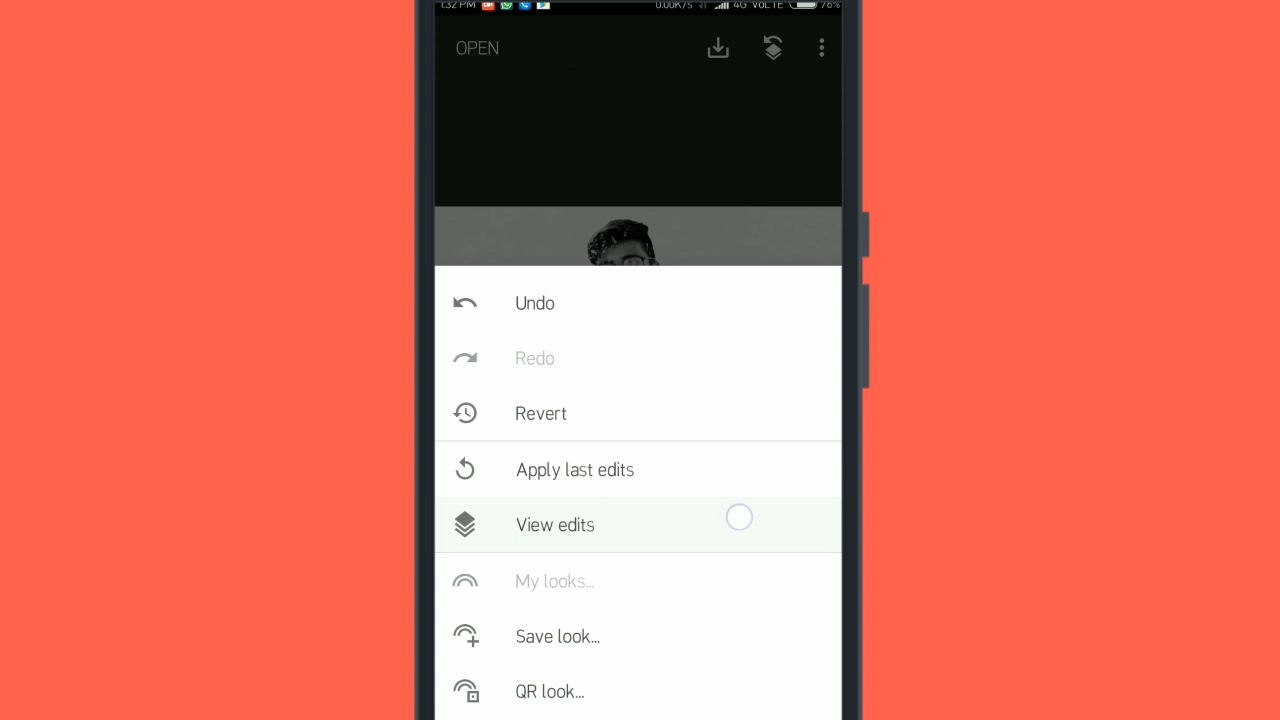 1:32 PM 0.00K/S 4G VoLTE 76%
OPEN
Undo
Redo
Revert
Apply last edits
View edits
My looks...
Save look...
QR look...